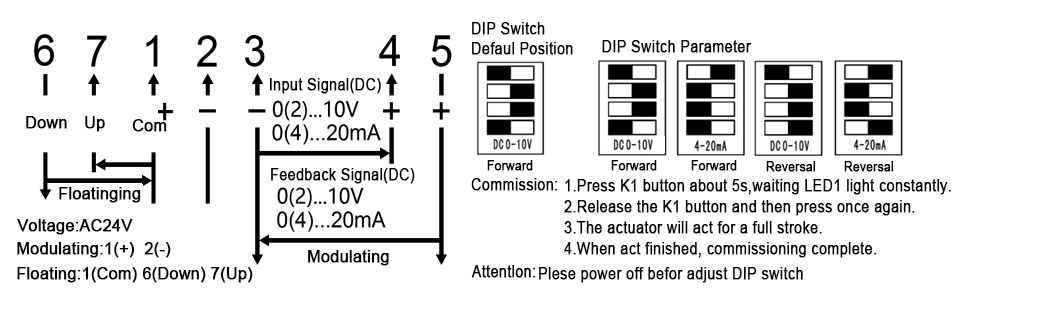 6 7 1 2 3 4 5
+ − − + +
Down Up Com
Input Signal(DC)
0(2)...10V
0(4)...20mA
Feedback Signal(DC)
0(2)...10V
0(4)...20mA
Floatinging
Modulating
Voltage:AC24V
Modulating:1(+) 2(-)
Floating:1(Com) 6(Down) 7(Up)
DIP Switch
Defaul Position
DC0-10V
Forward
DIP Switch Parameter
DC0-10V 4-20mA DC0-10V 4-20mA
Forward Forward Reversal Reversal
Commission: 1.Press K1 button about 5s,waiting LED1 light constantly.
2.Release the K1 button and then press once again.
3.The actuator will act for a full stroke.
4.When act finished, commissioning complete.
Attention:Plese power off befor adjust DIP switch